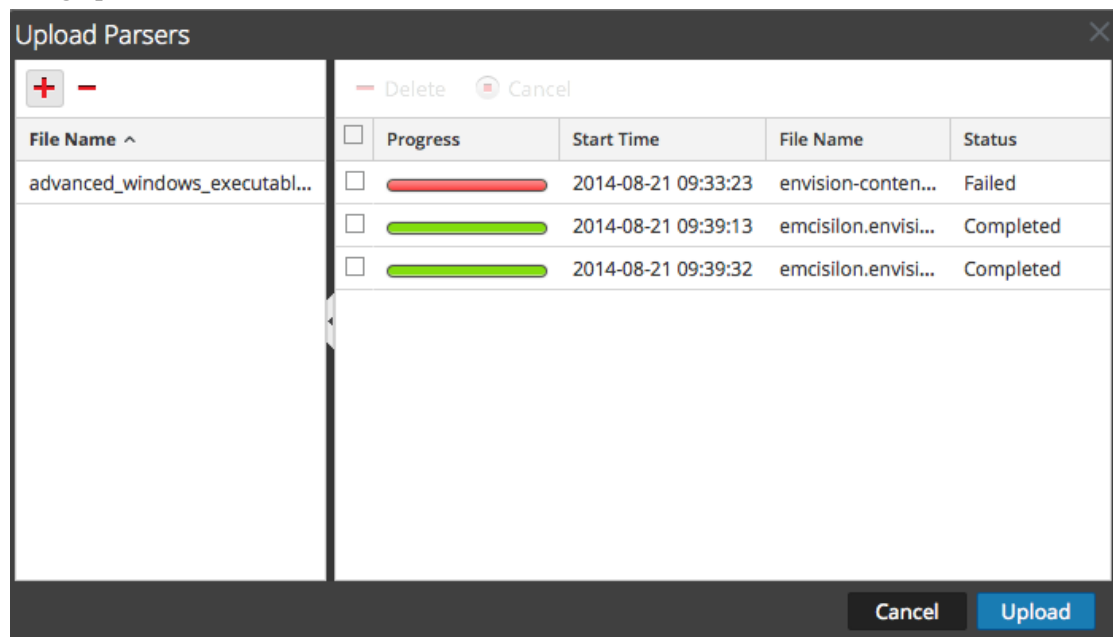 Upload Parsers
Delete Cancel
File Name
Progress Start Time File Name Status
advanced_windows_executabl...
2014-08-21 09:33:23 envision-conten... Failed
2014-08-21 09:39:13 emcisilon.envisi... Completed
2014-08-21 09:39:32 emcisilon.envisi... Completed
Cancel Upload